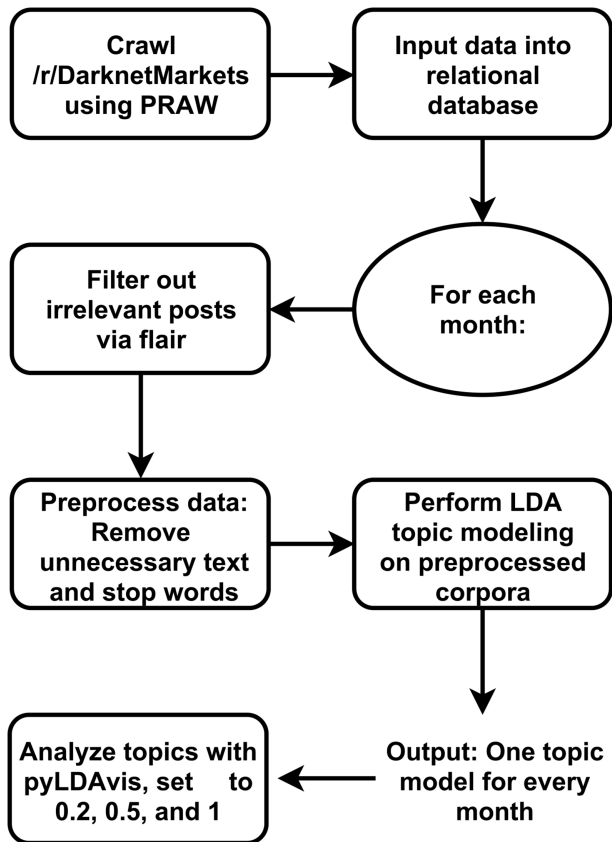 Crawl
/r/DarknetMarkets
using PRAW
Input data into
relational
database
For each
month:
Filter out
irrelevant posts
via flair
Preprocess data:
Remove
unnecessary text
and stop words
Perform LDA
topic modeling
on preprocessed
corpora
Output: One topic
model for every
month
Analyze topics with
pyLDAvis, set to
0.2, 0.5, and 1